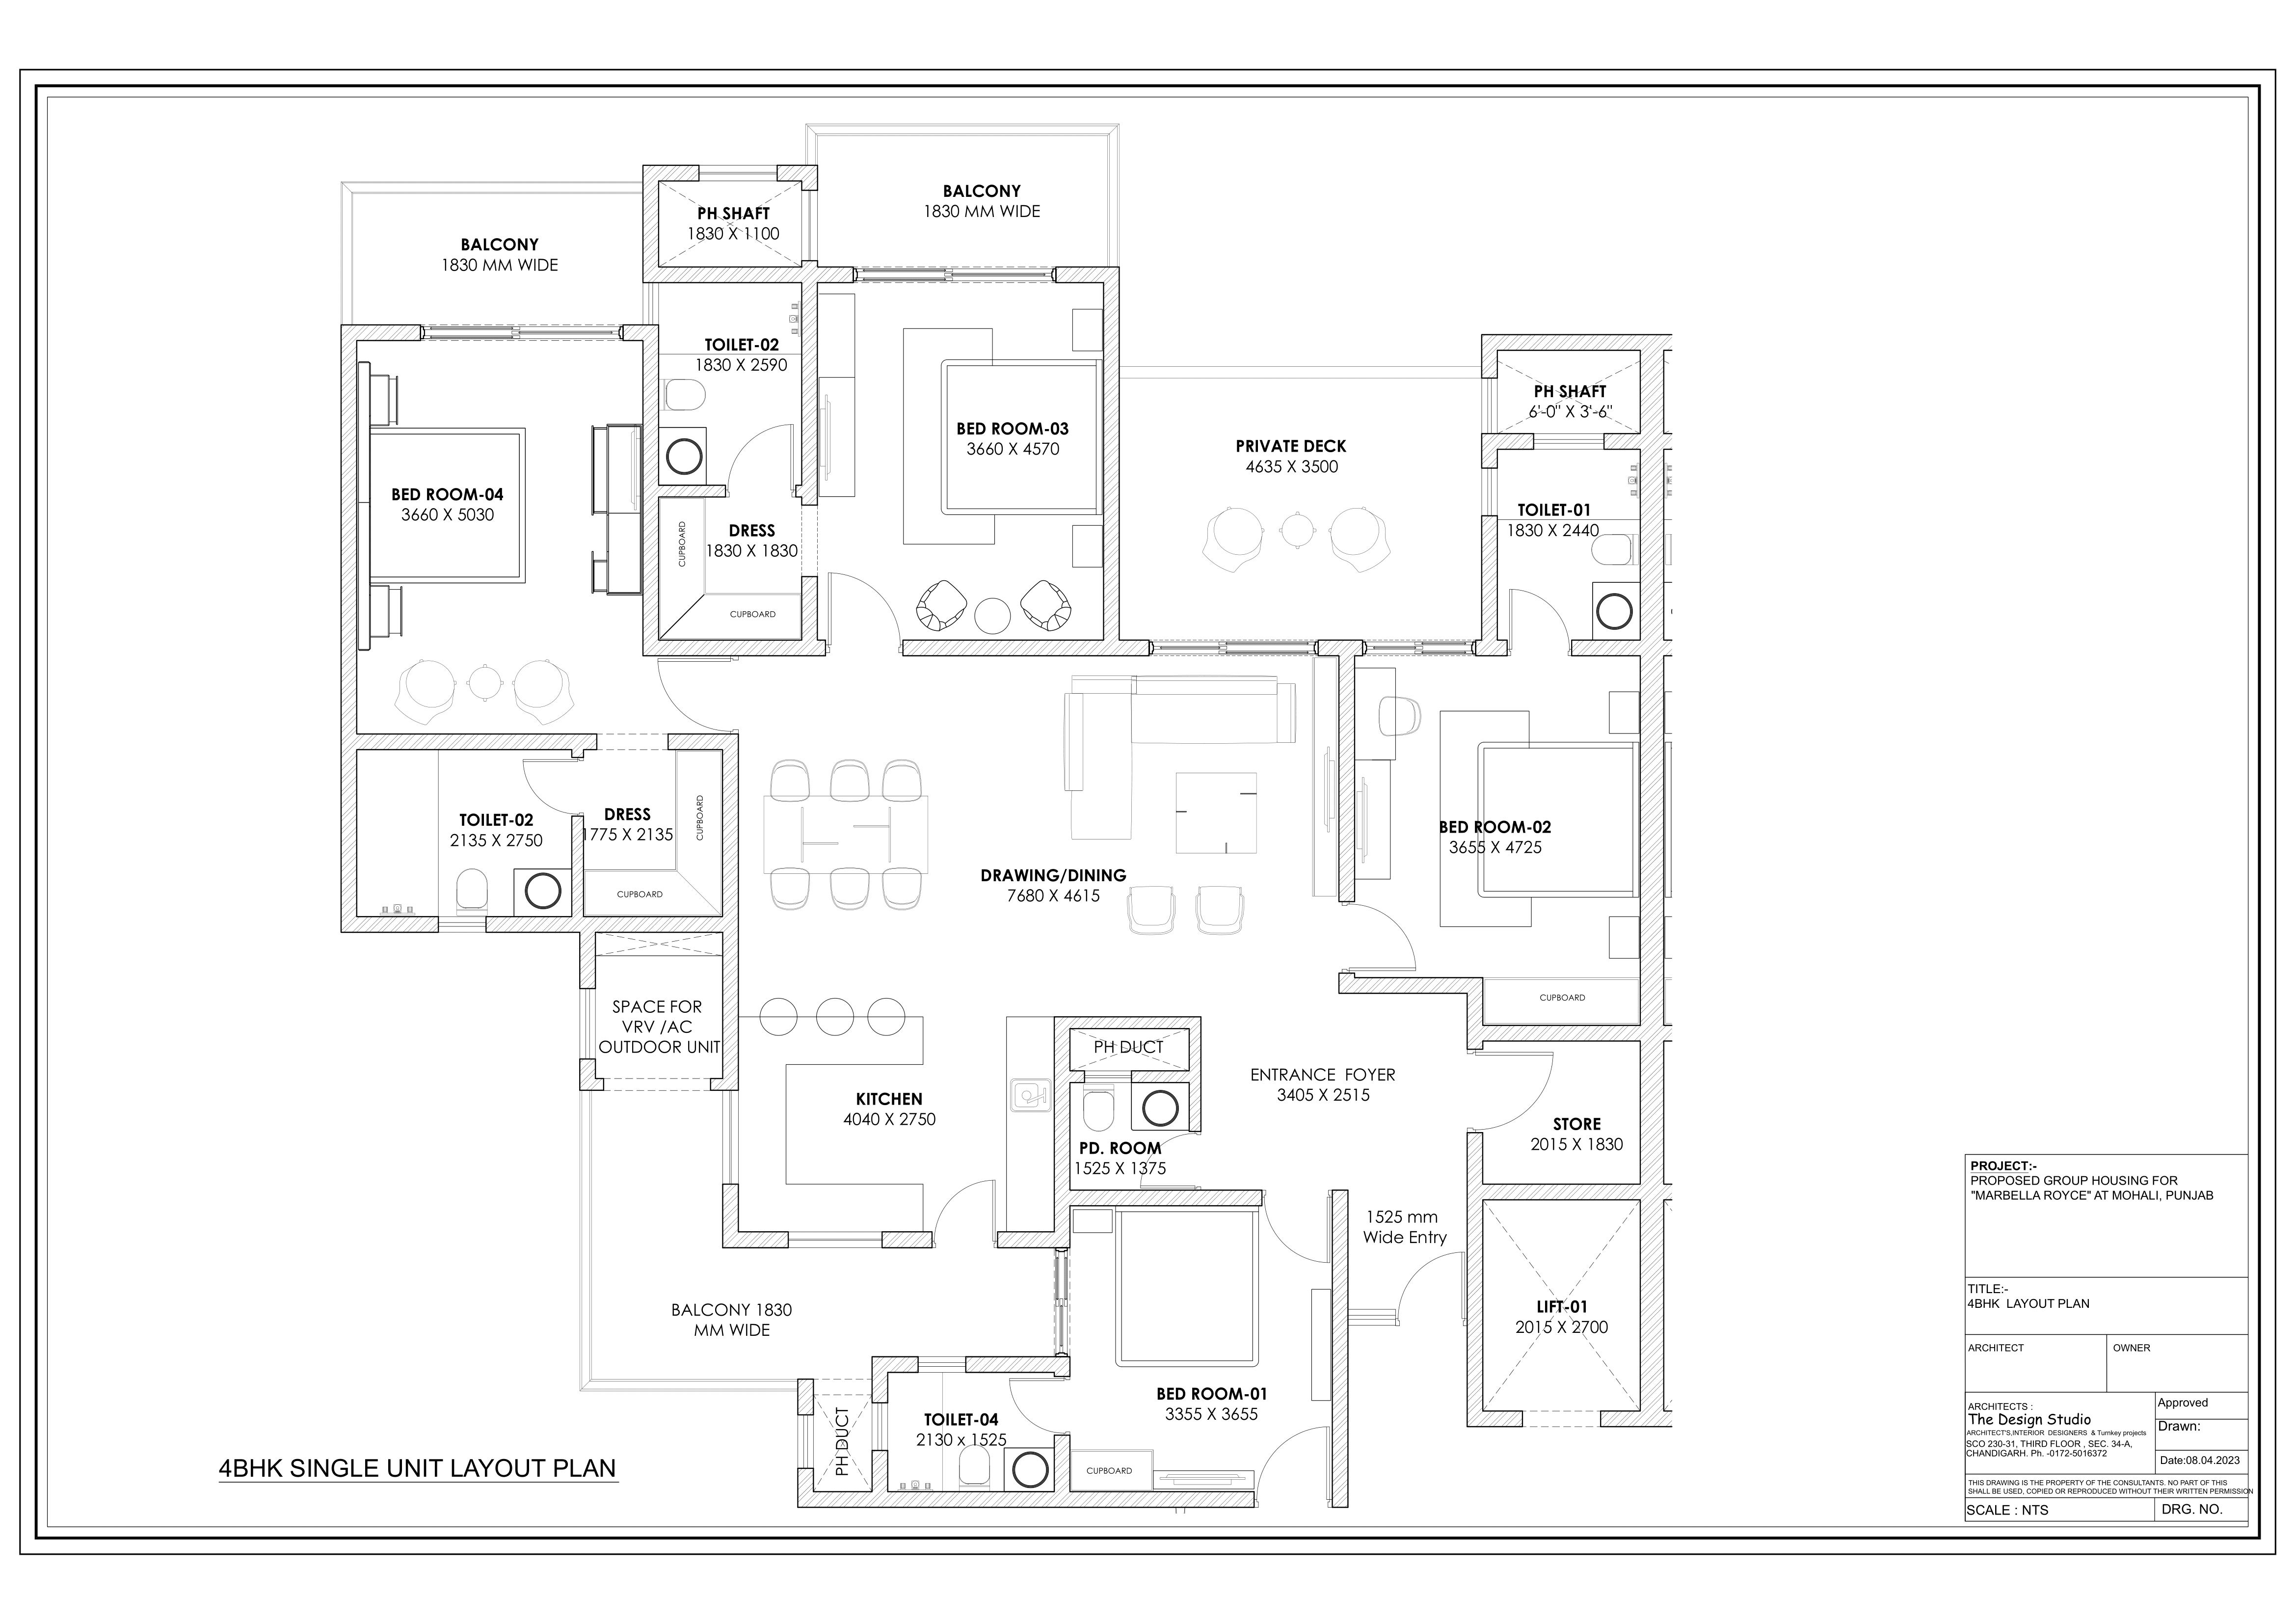 BALCONY
1830 MM WIDE
PH SHAFT
1830 X 1100
BALCONY
1830 MM WIDE
TOILET-02
1830 X 2590
BED ROOM-03
3660 X 4570
PRIVATE DECK
4635 X 3500
PH SHAFT
6'-0" X 3'-6"
TOILET-01
1830 X 2440
BED ROOM-04
3660 X 5030
CUPBOARD
DRESS
1830 X 1830
CUPBOARD
TOILET-02
2135 X 2750
DRESS
1775 X 2135
CUPBOARD
CUPBOARD
DRAWING/DINING
7680 X 4615
BED ROOM-02
3655 X 4725
CUPBOARD
SPACE FOR
VRV /AC
OUTDOOR UNIT
KITCHEN
4040 X 2750
PH DUCT
PD. ROOM
1525 X 1375
ENTRANCE FOYER
3405 X 2515
STORE
2015 X 1830
1525 mm
Wide Entry
LIFT-01
2015 X 2700
BALCONY 1830
MM WIDE
BED ROOM-01
3355 X 3655
PH DUCT
TOILET-04
2130 x 1525
CUPBOARD
4BHK SINGLE UNIT LAYOUT PLAN
PROJECT:-
PROPOSED GROUP HOUSING FOR
"MARBELLA ROYCE" AT MOHALI, PUNJAB
TITLE:-
4BHK LAYOUT PLAN
ARCHITECT
OWNER
ARCHITECTS :
The Design Studio
ARCHITECT'S,INTERIOR DESIGNERS & Turnkey projects
SCO 230-31, THIRD FLOOR , SEC. 34-A,
CHANDIGARH. Ph. -0172-5016372
Approved
Drawn:
Date:08.04.2023
THIS DRAWING IS THE PROPERTY OF THE CONSULTANTS. NO PART OF THIS
SHALL BE USED, COPIED OR REPRODUCED WITHOUT THEIR WRITTEN PERMISSION
SCALE : NTS
DRG. NO.